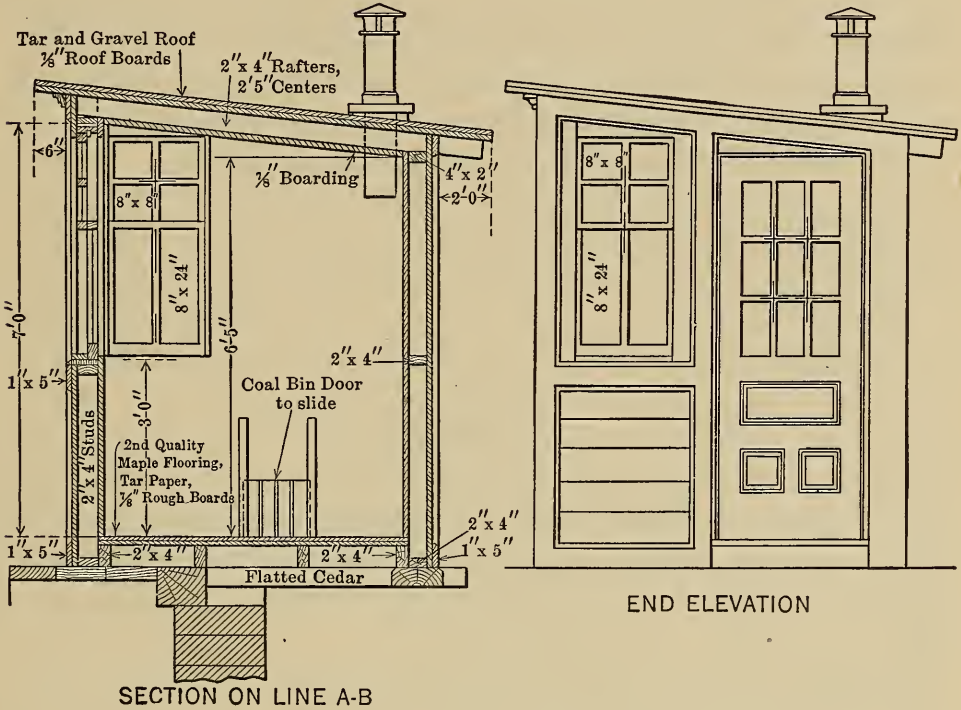 Tar and Gravel Roof
⅞" Roof Boards
2"x 4" Rafters,
2'5" Centers
6"
8"x 8"
⅞" Boarding
4"x 2"
2'-0"
8" x 24"
7'-0"
6'-5"
2"x 4"
1"x 5"
3'-0"
Coal Bin Door
to slide
2"x 4" Studs
2nd Quality
Maple Flooring,
Tar Paper,
⅞" Rough Boards
2"x 4"
1"x 5"
1"x 5"
2"x 4"
2"x 4"
Flatted Cedar
SECTION ON LINE A-B
8"x 8"
8" x 24"
END ELEVATION